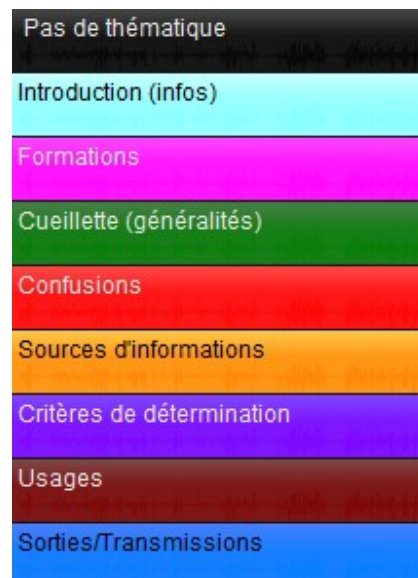 Pas de thématique
Introduction (infos)
Formations
Cueillette (généralités)
Confusions
Sources d'informations
Critères de détermination
Usages
Sorties/Transmissions